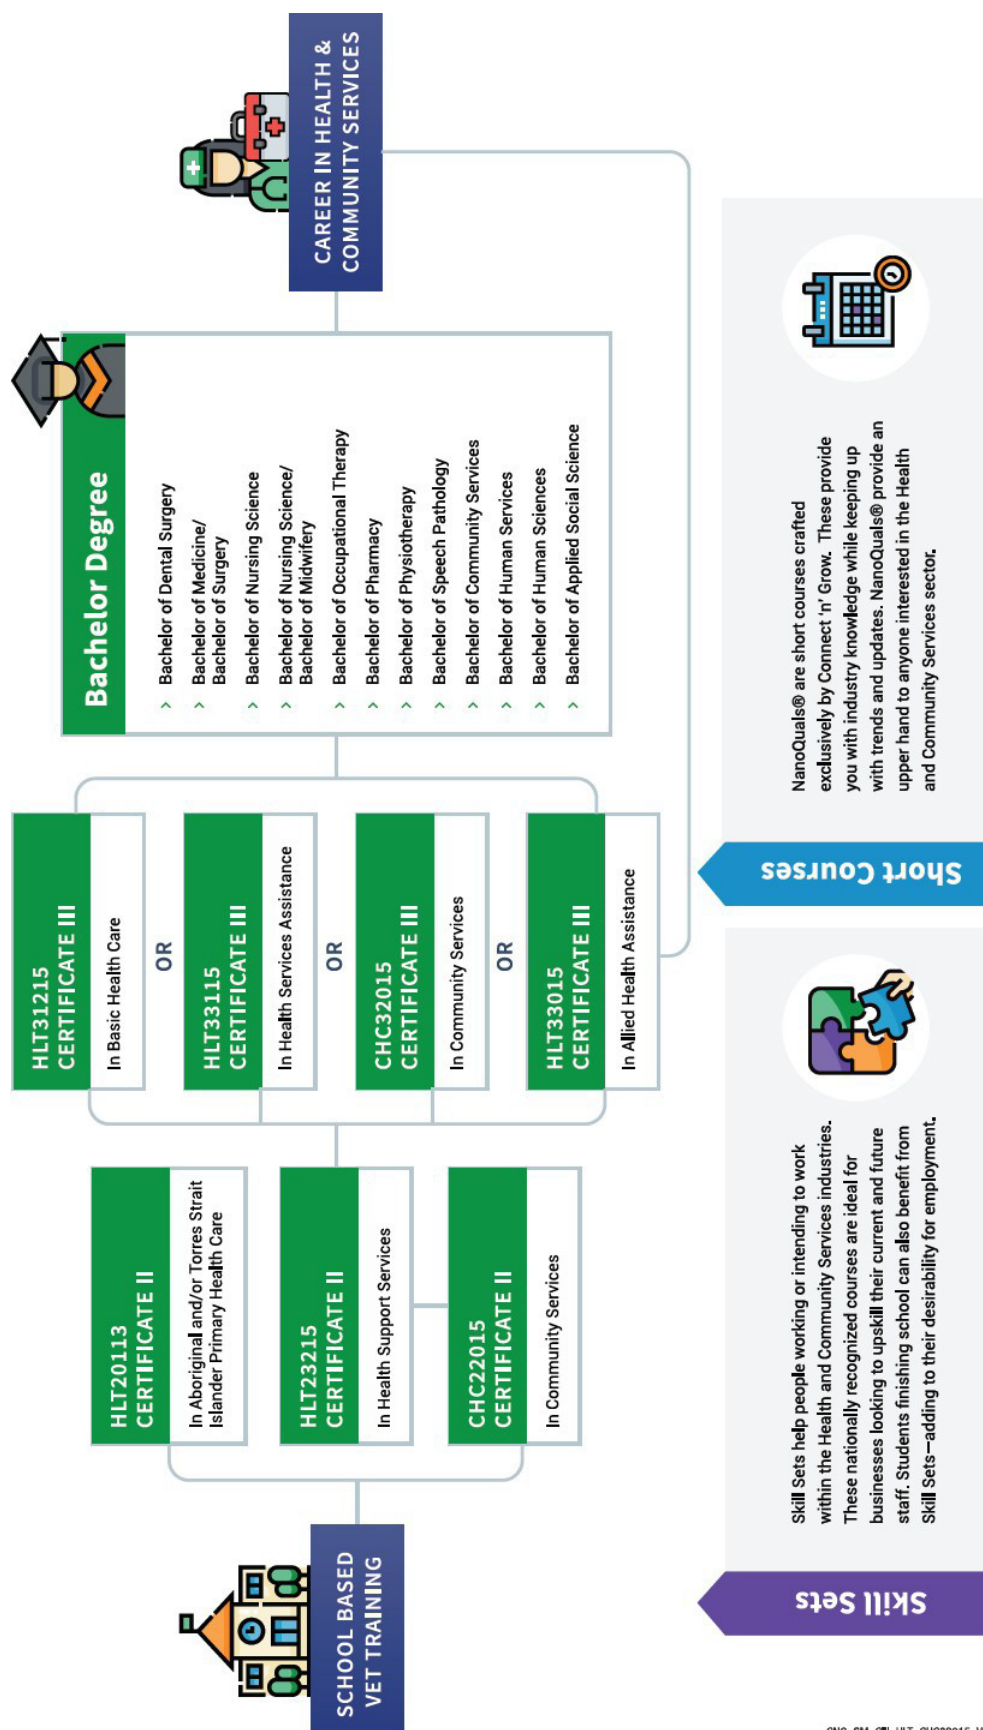 SCHOOL BASED
VET TRAINING
HLT20113
CERTIFICATE II
In Aboriginal and/or Torres Strait
Islander Primary Health Care
HLT23215
CERTIFICATE II
In Health Support Services
CHC22015
CERTIFICATE II
In Community Services
HLT31215
CERTIFICATE III
In Basic Health Care
OR
HLT33115
CERTIFICATE III
In Health Services Assistance
OR
CHC32015
CERTIFICATE III
In Community Services
OR
HLT33015
CERTIFICATE III
In Allied Health Assistance
Bachelor Degree
> Bachelor of Dental Surgery
> Bachelor of Medicine/
Bachelor of Surgery
> Bachelor of Nursing Science
> Bachelor of Nursing Science/
Bachelor of Midwifery
> Bachelor of Occupational Therapy
> Bachelor of Pharmacy
> Bachelor of Physiotherapy
> Bachelor of Speech Pathology
> Bachelor of Community Services
> Bachelor of Human Services
> Bachelor of Human Sciences
> Bachelor of Applied Social Science
CAREER IN HEALTH &
COMMUNITY SERVICES
Skill Sets
Skill Sets help people working or intending to work
within the Health and Community Services industries.
These nationally recognized courses are ideal for
businesses looking to upskill their current and future
staff. Students finishing school can also benefit from
Skill Sets—adding to their desirability for employment.
Short Courses
NanoQuals® are short courses crafted
exclusively by Connect 'n' Grow. These provide
you with industry knowledge while keeping up
with trends and updates. NanoQuals® provide an
upper hand to anyone interested in the Health
and Community Services sector.